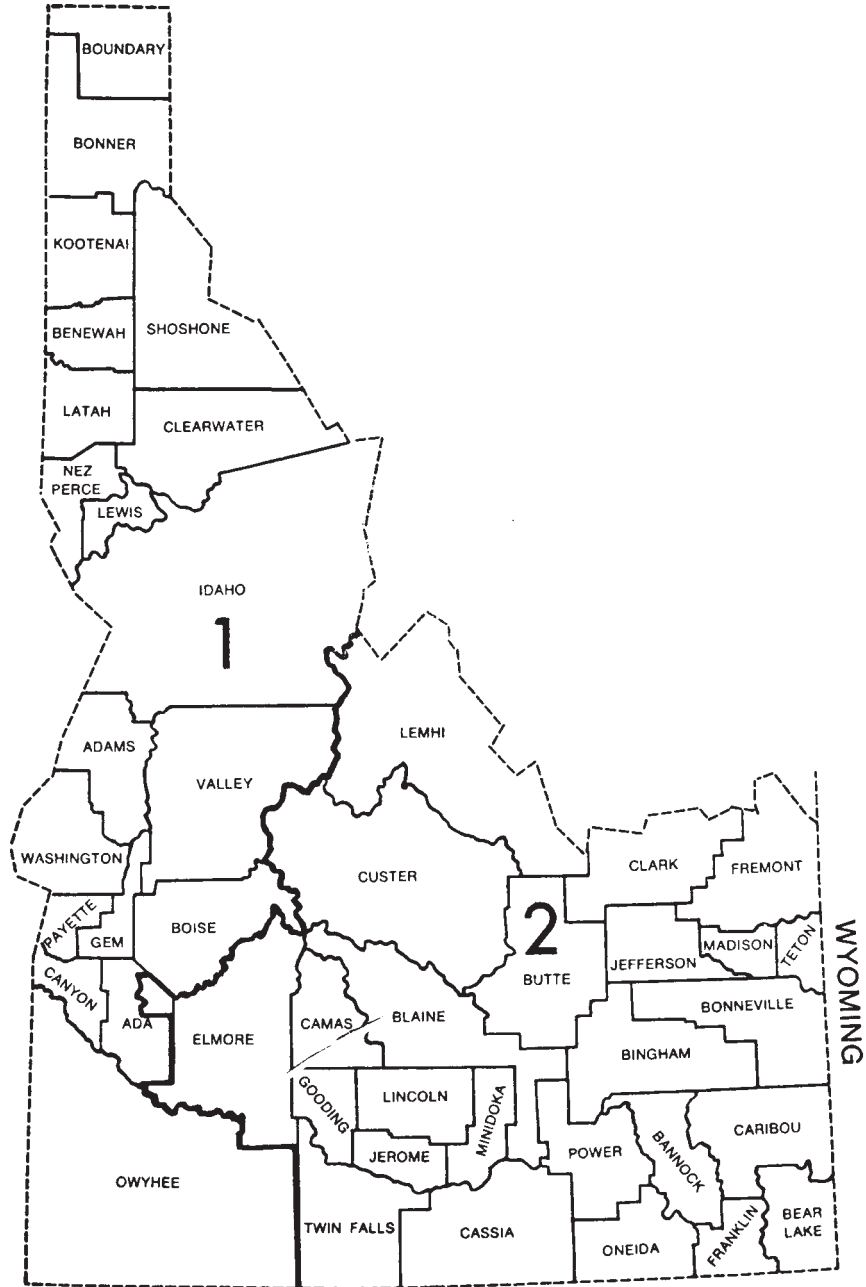 BOUNDARY
BONNER
KOOTENAI
BENEWAH
SHOSHONE
LATAH
CLEARWATER
NEZ
PERCE
LEWIS
IDAHO
1
ADAMS
LEMHI
VALLEY
WASHINGTON
CUSTER
CLARK
FREMONT
PAYETTE
GEM
BOISE
2
BUTTE
JEFFERSON
MADISON
TETON
WYOMING
CANYON
ADA
ELMORE
CAMAS
BLAINE
BONNEVILLE
BINGHAM
GOODING
LINCOLN
MINIDOKA
JEROME
POWER
BANNOCK
CARIBOU
OWYHEE
TWIN FALLS
CASSIA
ONEIDA
FRANKLIN
BEAR
LAKE